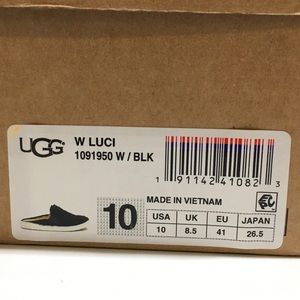 UGG
W LUCI
1091950 W / BLK
1 91142 41082 3
10
MADE IN VIETNAM
USA UK EU JAPAN
10 8.5 41 26.5